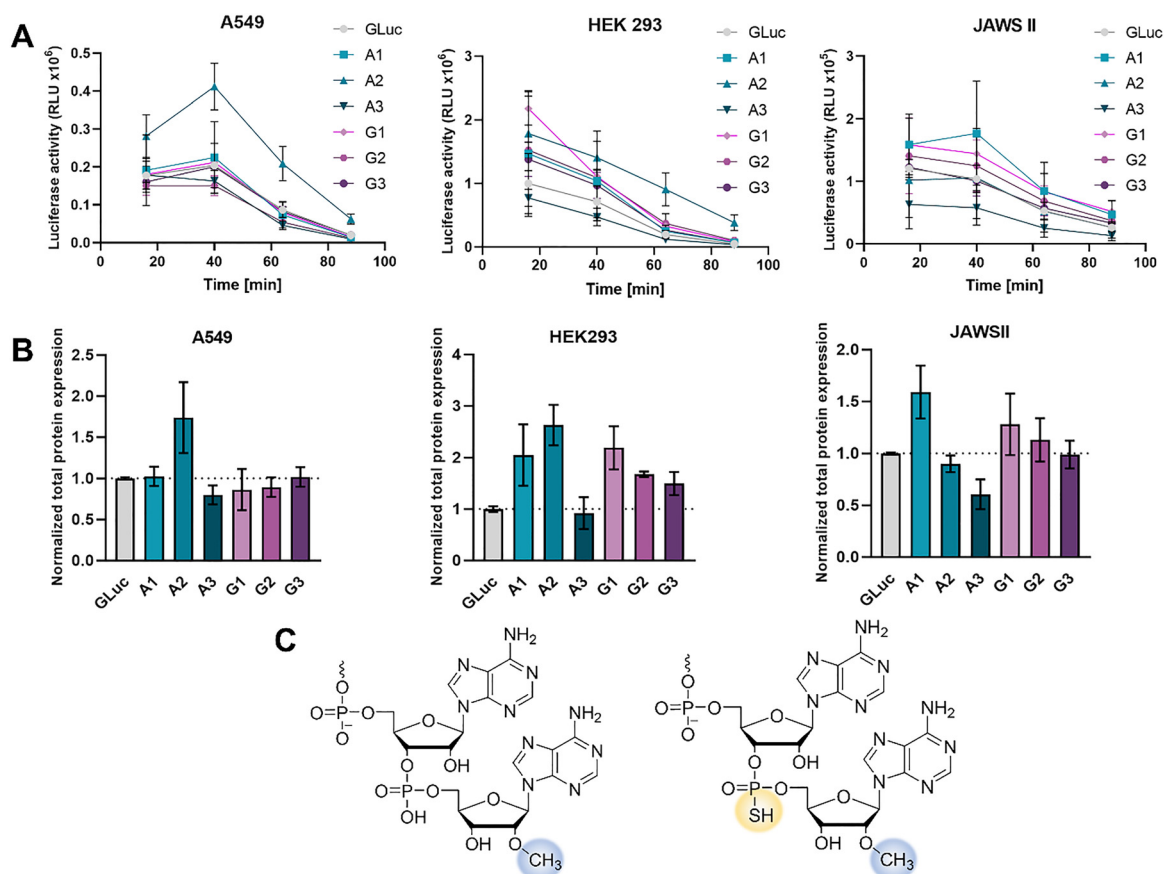 A
A549
Luciferase activity (RLU x10⁶)
0.5
0.4
0.3
0.2
0.1
0.0
0 20 40 60 80 100
Time [min]
GLuc
A1
A2
A3
G1
G2
G3
HEK 293
Luciferase activity (RLU x10⁶)
3
2
1
0
0 20 40 60 80 100
Time [min]
GLuc
A1
A2
A3
G1
G2
G3
JAWS II
Luciferase activity (RLU x10⁵)
3
2
1
0
0 20 40 60 80 100
Time [min]
GLuc
A1
A2
A3
G1
G2
G3
B
A549
Normalized total protein expression
2.5
2.0
1.5
1.0
0.5
0.0
GLuc A1 A2 A3 G1 G2 G3
HEK293
Normalized total protein expression
4
3
2
1
0
GLuc A1 A2 A3 G1 G2 G3
JAWSII
Normalized total protein expression
2.0
1.5
1.0
0.5
0.0
GLuc A1 A2 A3 G1 G2 G3
C
NH₂
N N
N N
O
O=P–O O
O⁻
O OH
NH₂
N N
N N
O=P–O O
OH
OH O
CH₃
NH₂
N N
N N
O
O=P–O O
O⁻
O OH
NH₂
N N
N N
O=P–O O
SH
OH O
CH₃